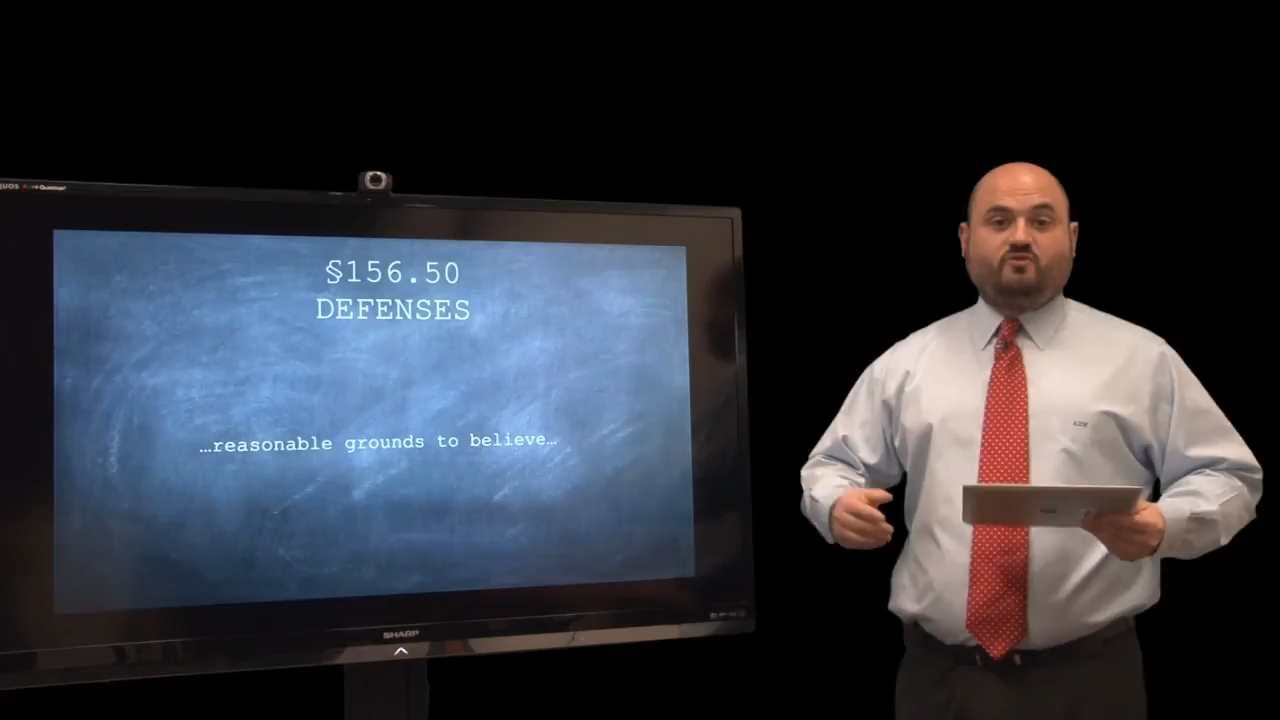 §156.50
DEFENSES
…reasonable grounds to believe…
SHARP